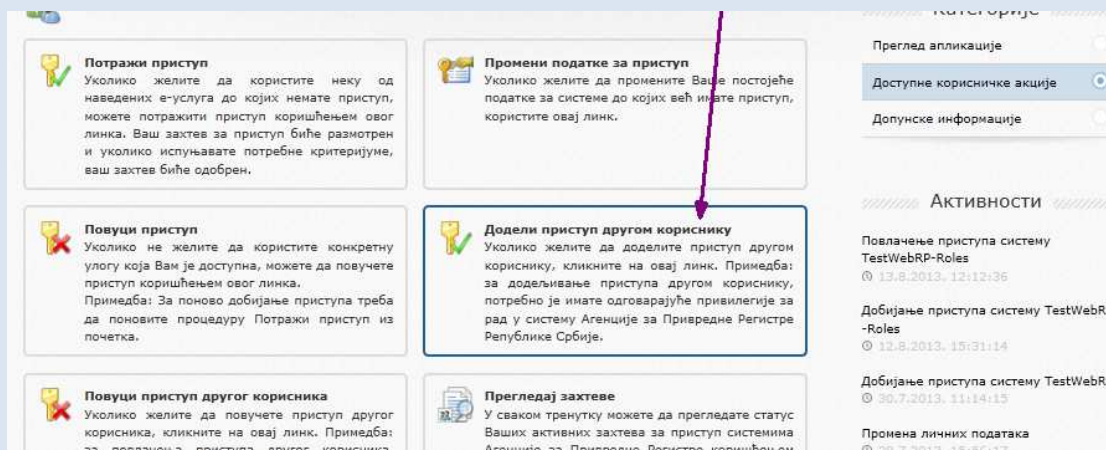 Потражи приступ
Уколико желите да користите неку од
наведених е-услуга до којих немате приступ,
можете потражити приступ коришћењем овог
линка. Ваш захтев за приступ биће размотрен
и уколико испуњавате потребне критеријуме,
ваш захтев биће одобрен.
Промени податке за приступ
Уколико желите да промените Ваше постојеће
податке за системе до којих већ имате приступ,
користите овај линк.
Повуци приступ
Уколико не желите да користите конкретну
улогу која Вам је доступна, можете да повучете
приступ коришћењем овог линка.
Примедба: За поново добијање приступа треба
да поновите процедуру Потражи приступ из
почетка.
Додели приступ другом кориснику
Уколико желите да доделите приступ другом
кориснику, кликните на овај линк. Примедба:
за додељивање приступа другом кориснику,
потребно је имате одговарајуће привилегије за
рад у систему Агенције за Привредне Регистре
Републике Србије.
Повуци приступ другог корисника
Уколико желите да повучете приступ другог
корисника, кликните на овај линк. Примедба:
за повлачење приступа другог корисника,
Прегледај захтеве
У сваком тренутку можете да прегледате статус
Ваших активних захтева за приступ системима
Агенције за Привредне Регистре коришћењем
Категорије
Преглед апликације
Доступне корисничке акције
Допунске информације
Активности
Повлачење приступа систему
TestWebRP-Roles
13.8.2013. 12:12:36
Добијање приступа систему TestWebR
-Roles
12.8.2013. 15:31:14
Добијање приступа систему TestWebR
30.7.2013. 11:14:15
Промена личних података